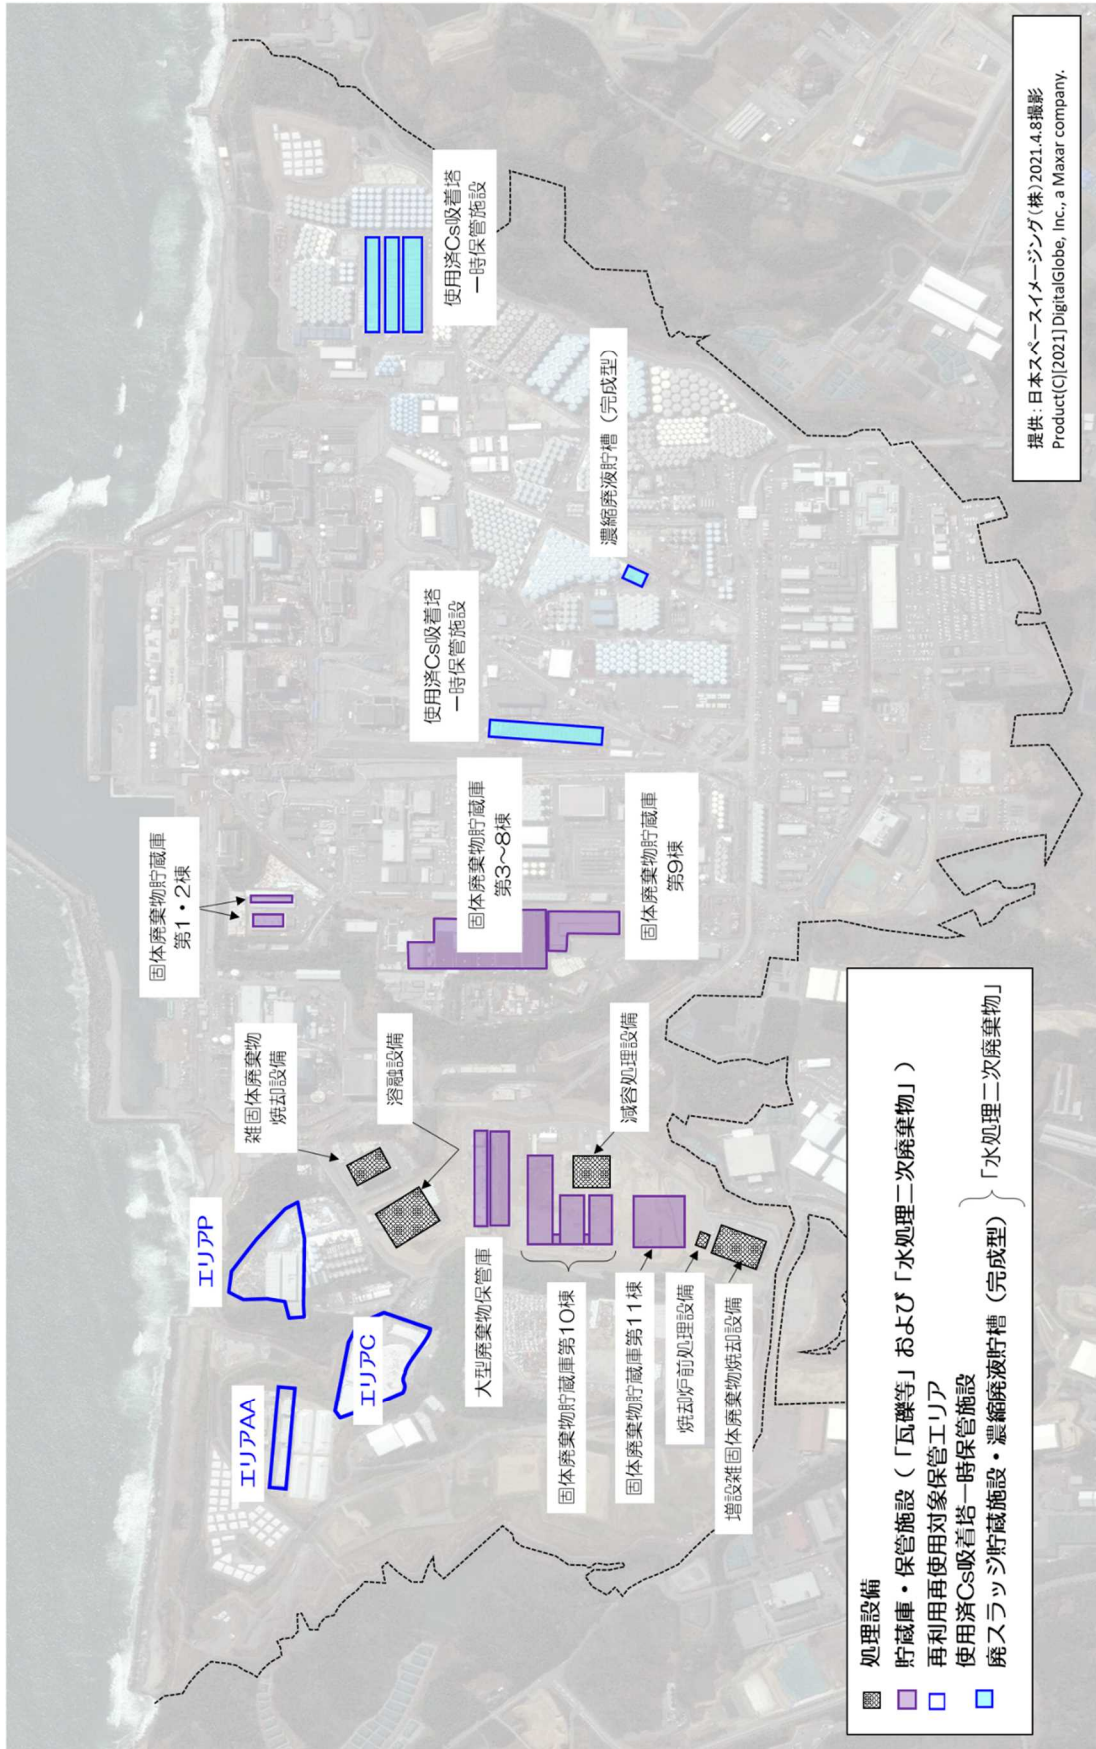 エリアAA
エリアP
エリアC
雑固体廃棄物
焼却設備
溶融設備
固体廃棄物貯蔵庫
第1・2棟
使用済Cs吸着塔
一時保管施設
使用済Cs吸着塔
一時保管施設
濃縮廃液貯槽（完成型）
固体廃棄物貯蔵庫
第3～8棟
固体廃棄物貯蔵庫
第9棟
大型廃棄物保管庫
減容処理設備
固体廃棄物貯蔵庫第10棟
固体廃棄物貯蔵庫第11棟
焼却炉前処理設備
増設雑固体廃棄物焼却設備
処理設備
貯蔵庫・保管施設（「瓦礫等」および「水処理二次廃棄物」）
再利用再使用対象保管エリア
使用済Cs吸着塔一時保管施設
廃スラッジ貯蔵施設・濃縮廃液貯槽（完成型）
「水処理二次廃棄物」
提供：日本スペースイメージング（株）2021.4.8撮影
Product(C)[2021] DigitalGlobe, Inc., a Maxar company.